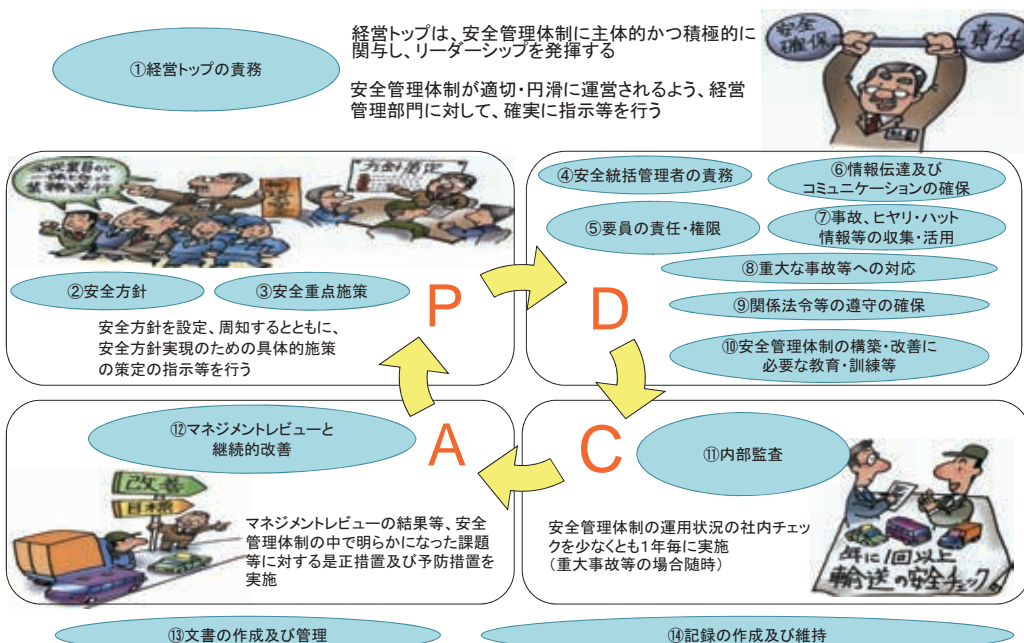 ①経営トップの責務
経営トップは、安全管理体制に主体的かつ積極的に
関与し、リーダーシップを発揮する
安全管理体制が適切・円滑に運営されるよう、経営
管理部門に対して、確実に指示等を行う
安全
確保
責任
全従業員が
一体となって
業務遂行
方針策定
②安全方針
③安全重点施策
安全方針を設定、周知するとともに、
安全方針実現のための具体的施策
の策定の指示等を行う
P
④安全統括管理者の責務
⑤要員の責任・権限
⑥情報伝達及び
コミュニケーションの確保
⑦事故、ヒヤリ・ハット
情報等の収集・活用
⑧重大な事故等への対応
⑨関係法令等の遵守の確保
⑩安全管理体制の構築・改善に
必要な教育・訓練等
D
⑫マネジメントレビューと
継続的改善
A
改善
目標
マネジメントレビューの結果等、安全
管理体制の中で明らかになった課題
等に対する是正措置及び予防措置を
実施
C
⑪内部監査
安全管理体制の運用状況の社内チェッ
クを少なくとも1年毎に実施
(重大事故等の場合随時)
年に1回以上
輸送の安全チェック
⑬文書の作成及び管理
⑭記録の作成及び維持